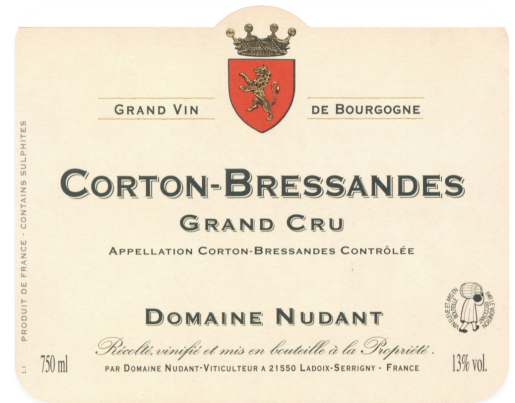 GRAND VIN DE BOURGOGNE
CORTON-BRESSANDES
GRAND CRU
APPELLATION CORTON-BRESSANDES CONTRÔLÉE
DOMAINE NUDANT
Récolté, vinifié et mis en bouteille à la Propriété.
PAR DOMAINE NUDANT-VITICULTEUR A 21550 LADOIX-SERRIGNY - FRANCE
750 ml
13% vol.
PRODUIT DE FRANCE - CONTAINS SULPHITES